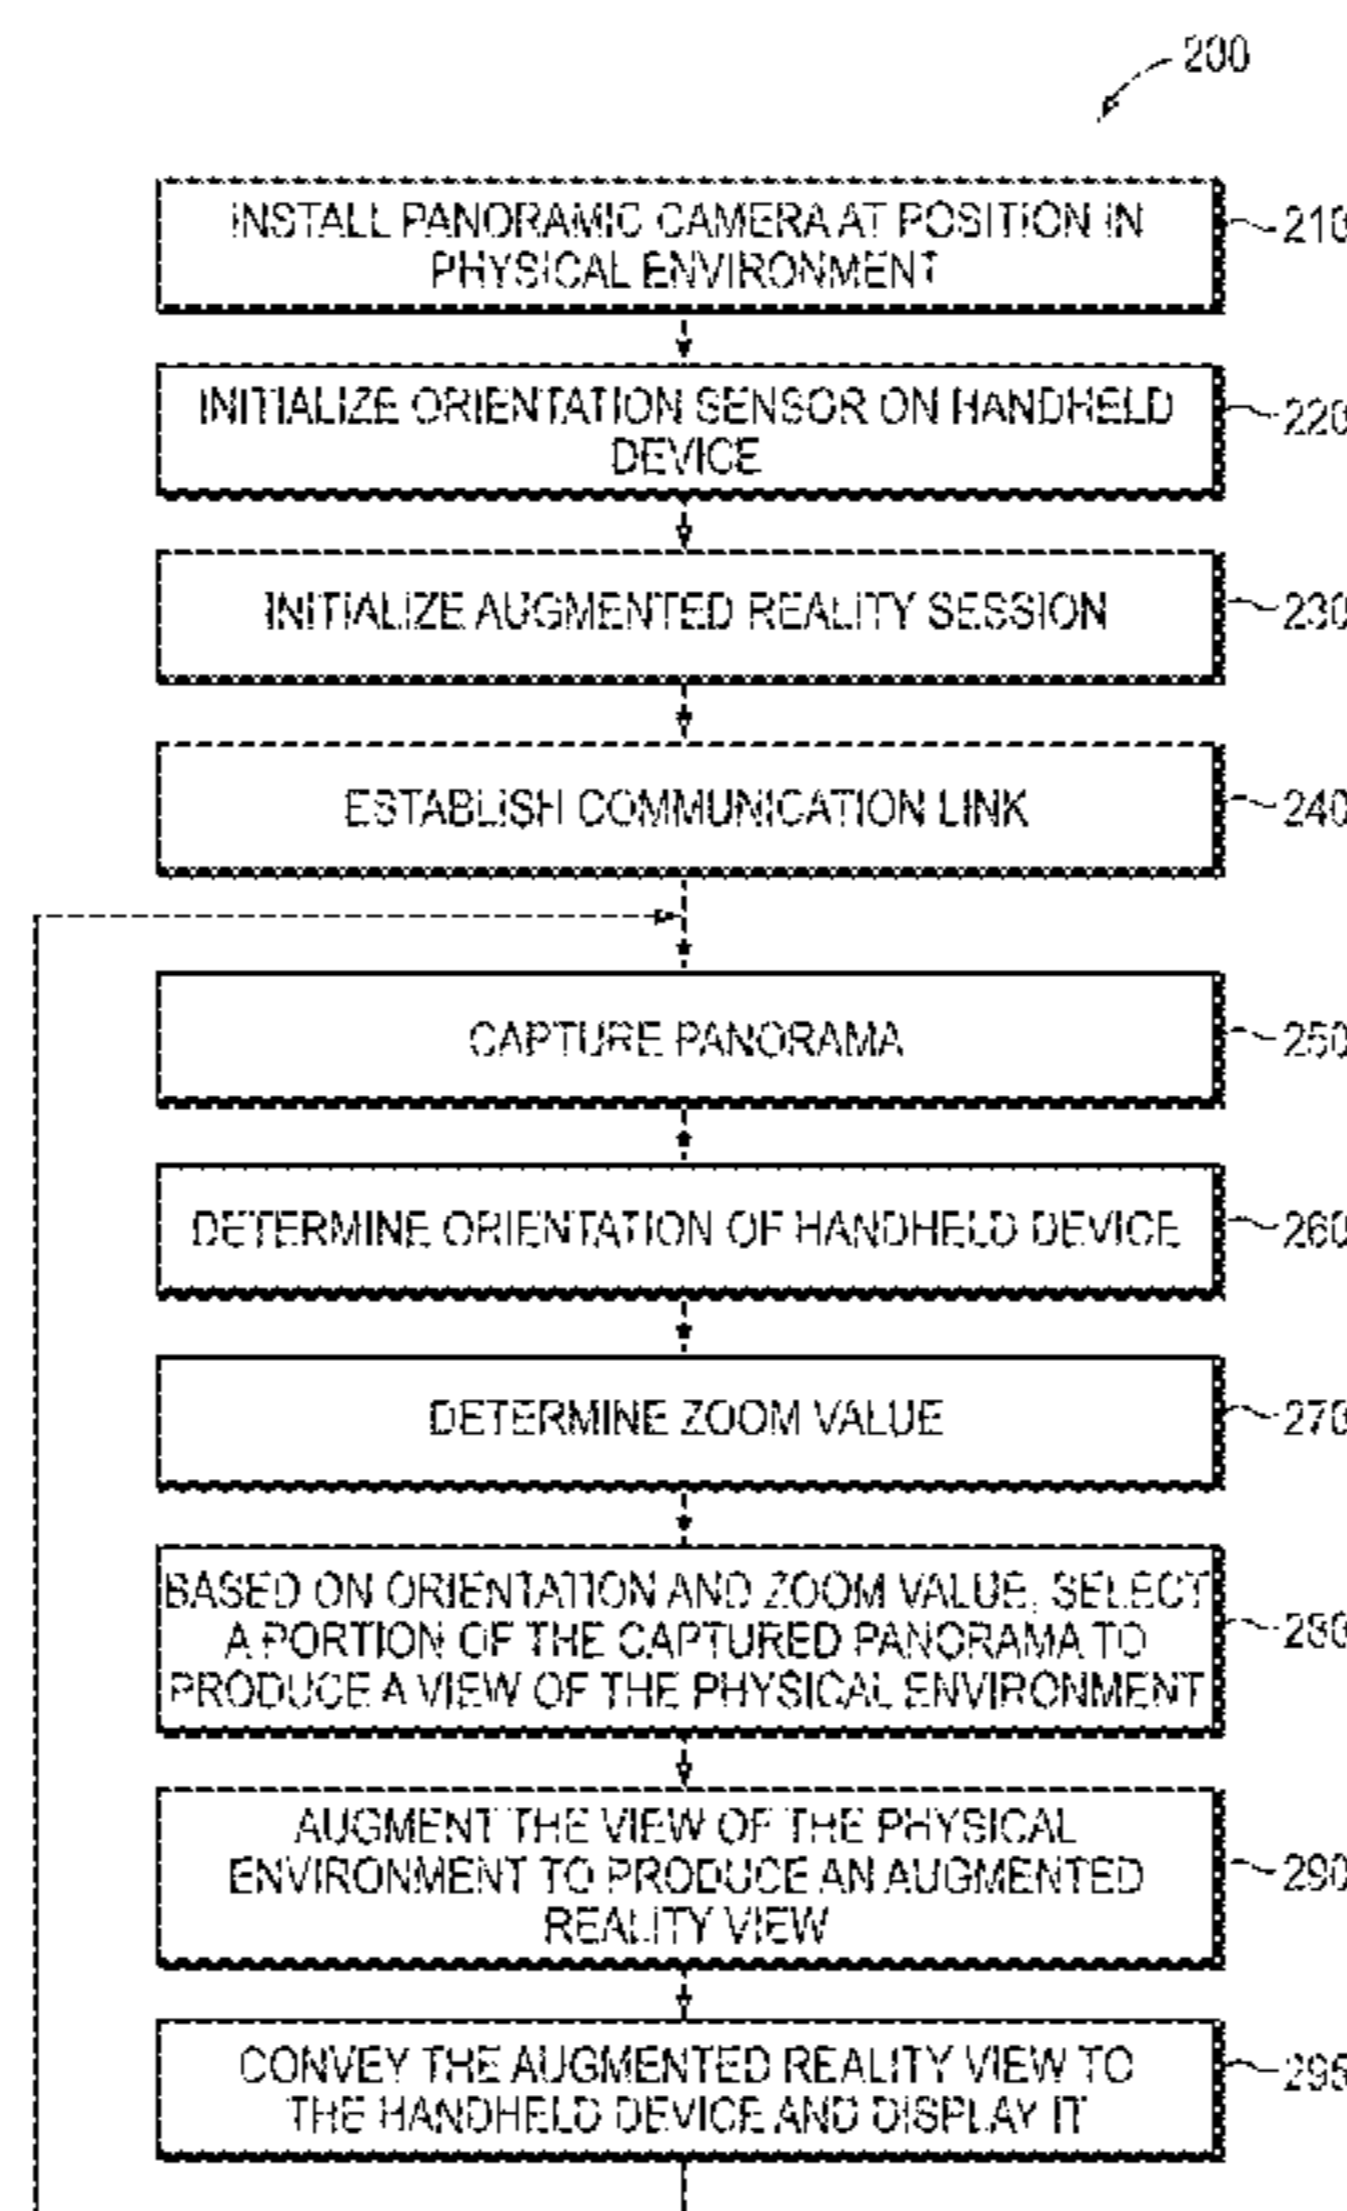 200
INSTALL PANORAMIC CAMERA AT POSITION IN
PHYSICAL ENVIRONMENT
210
INITIALIZE ORIENTATION SENSOR ON HANDHELD
DEVICE
220
INITIALIZE AUGMENTED REALITY SESSION
230
ESTABLISH COMMUNICATION LINK
240
CAPTURE PANORAMA
250
DETERMINE ORIENTATION OF HANDHELD DEVICE
260
DETERMINE ZOOM VALUE
270
BASED ON ORIENTATION AND ZOOM VALUE, SELECT
A PORTION OF THE CAPTURED PANORAMA TO
PRODUCE A VIEW OF THE PHYSICAL ENVIRONMENT
280
AUGMENT THE VIEW OF THE PHYSICAL
ENVIRONMENT TO PRODUCE AN AUGMENTED
REALITY VIEW
290
CONVEY THE AUGMENTED REALITY VIEW TO
THE HANDHELD DEVICE AND DISPLAY IT
295